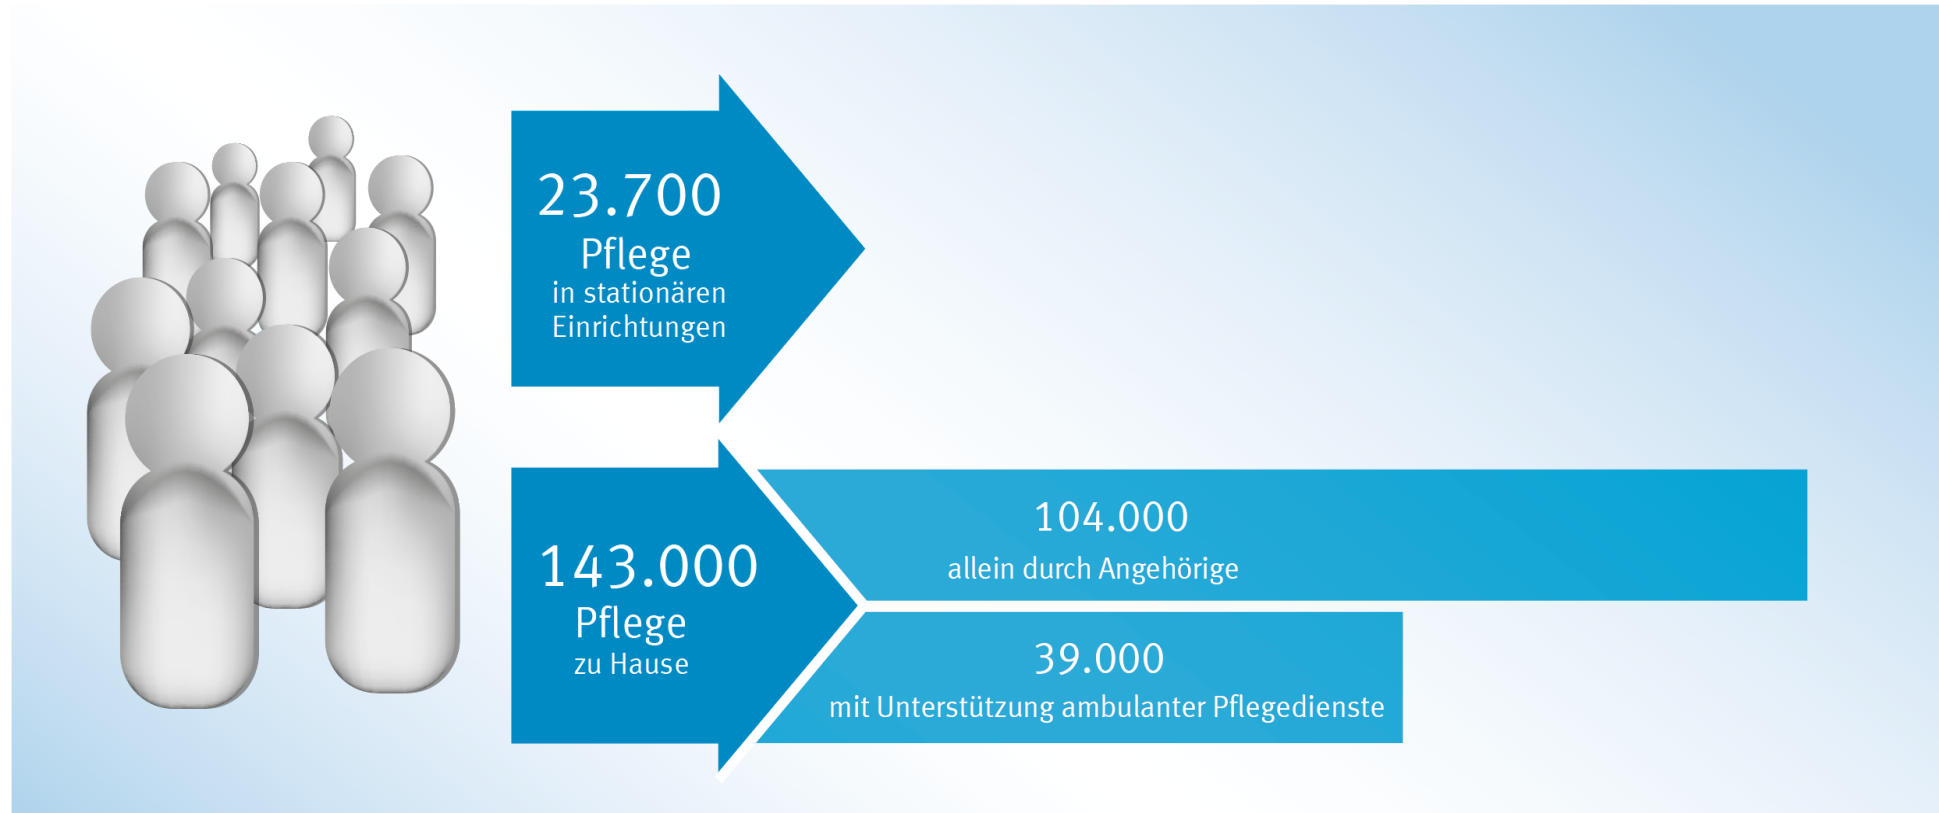 23.700
Pflege
in stationären
Einrichtungen
143.000
Pflege
zu Hause
104.000
allein durch Angehörige
39.000
mit Unterstützung ambulanter Pflegedienste